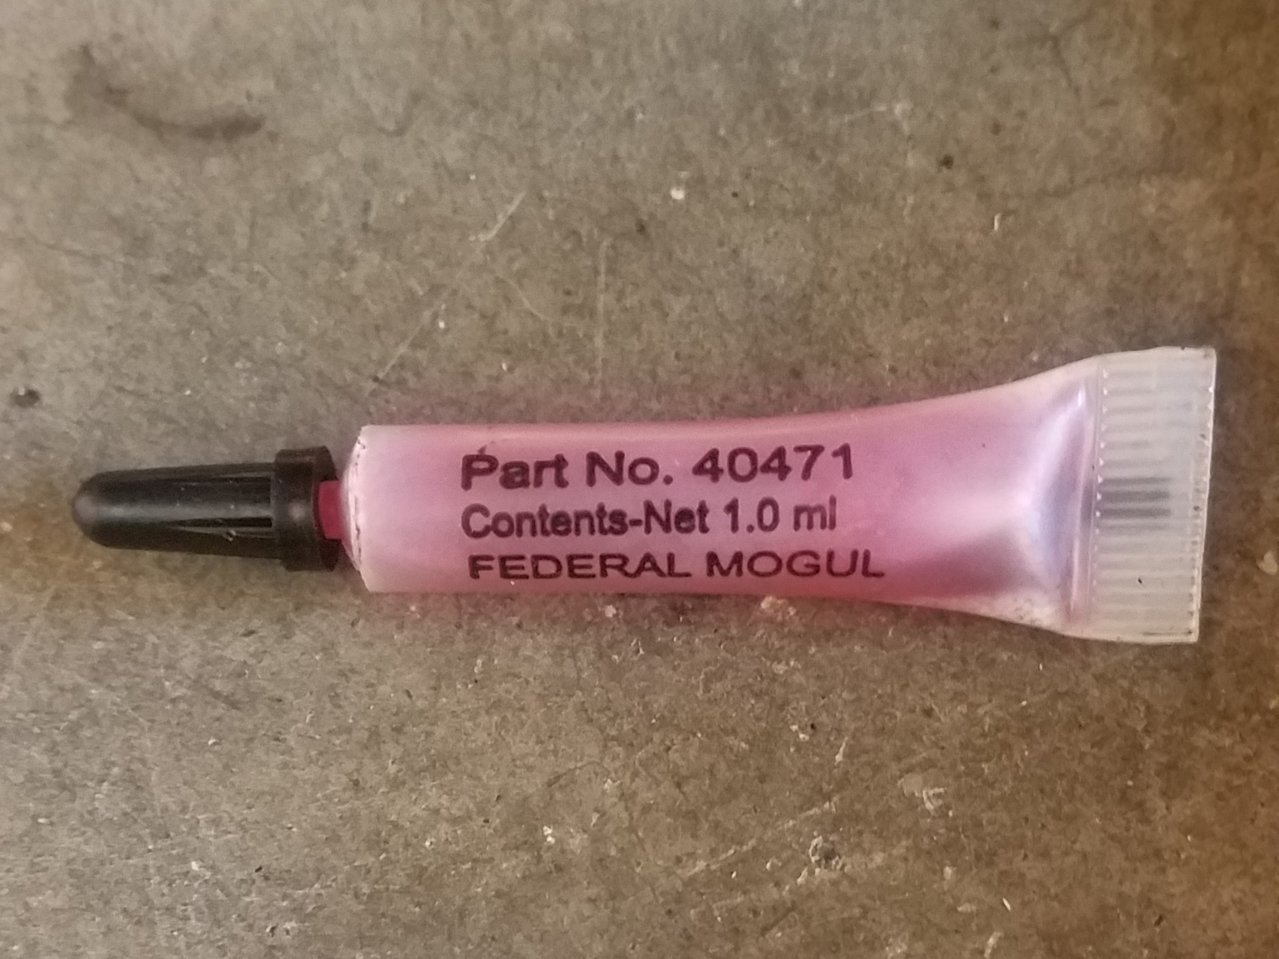 Part No. 40471
Contents-Net 1.0 ml
FEDERAL MOGUL